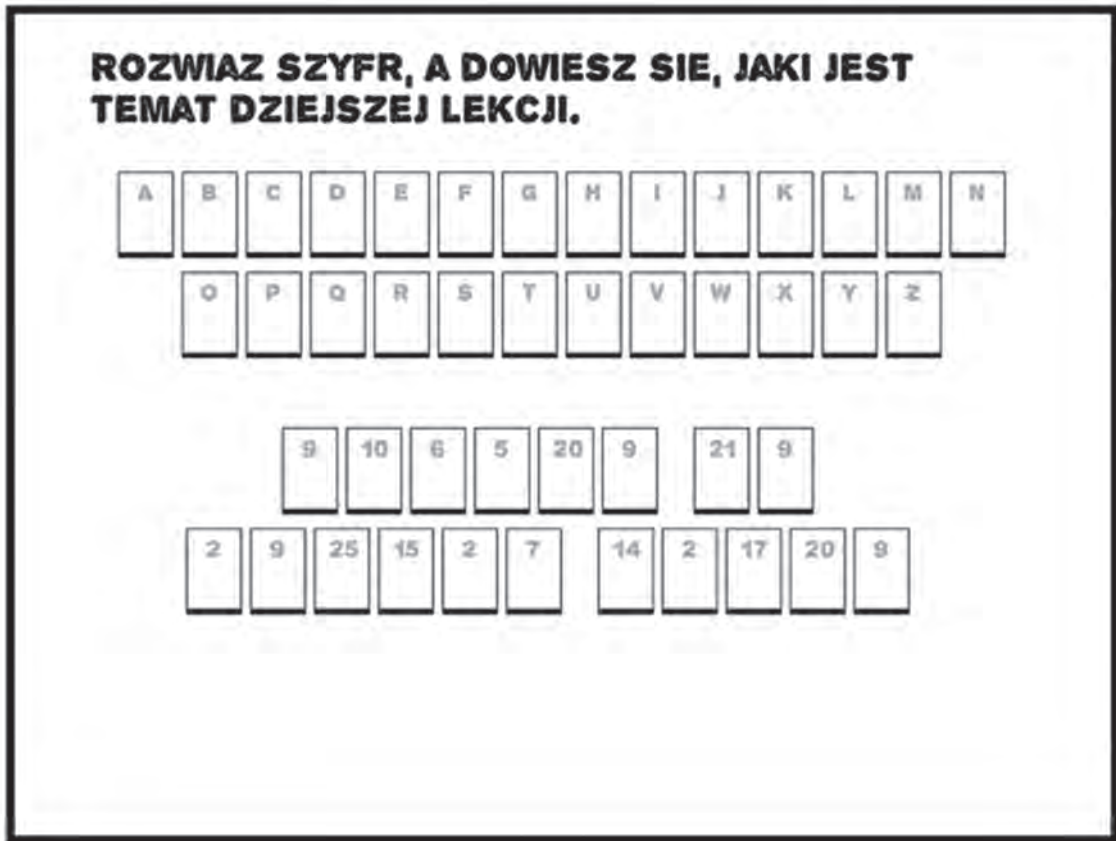 ROZWIAZ SZYFR, A DOWIESZ SIE, JAKI JEST
TEMAT DZIEJSZEJ LEKCJI.
A B C D E F G H I J K L M N
O P Q R S T U V W X Y Z
9 10 6 5 20 9 21 9
2 9 25 15 2 7 14 2 17 20 9